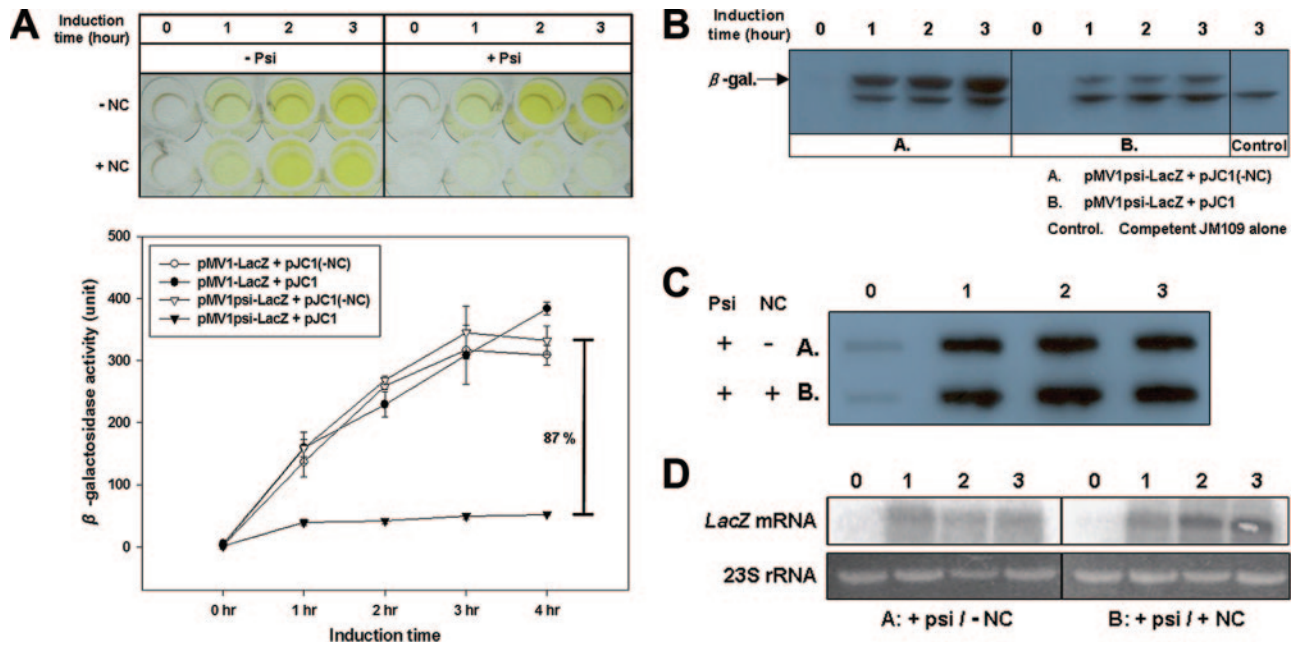 A
Induction time (hour)
0 1 2 3 0 1 2 3
- Psi + Psi
- NC
+ NC
500
400
300
200
100
0
β -galactosidase activity (unit)
pMV1-LacZ + pJC1(-NC)
pMV1-LacZ + pJC1
pMV1psi-LacZ + pJC1(-NC)
pMV1psi-LacZ + pJC1
87 %
0 hr 1 hr 2 hr 3 hr 4 hr
Induction time
B
Induction time (hour)
0 1 2 3 0 1 2 3 3
β -gal.
A. B. Control
A. pMV1psi-LacZ + pJC1(-NC)
B. pMV1psi-LacZ + pJC1
Control. Competent JM109 alone
C
Psi NC 0 1 2 3
+ - A.
+ + B.
D
0 1 2 3 0 1 2 3
LacZ mRNA
23S rRNA
A: + psi / - NC B: + psi / + NC